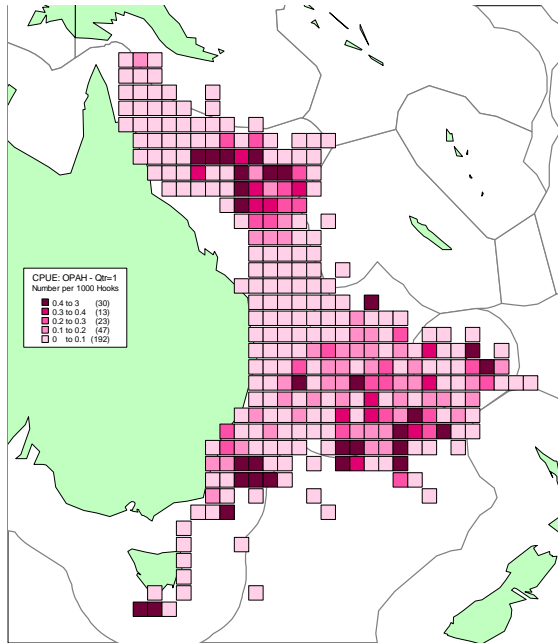 CPUE: OPAH - Qtr=1
Number per 1000 Hooks
0.4 to 3 (30)
0.3 to 0.4 (13)
0.2 to 0.3 (23)
0.1 to 0.2 (47)
0 to 0.1 (192)